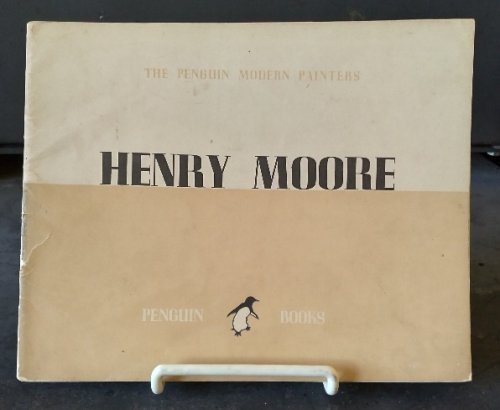 THE PENGUIN MODERN PAINTERS
HENRY MOORE
PENGUIN BOOKS